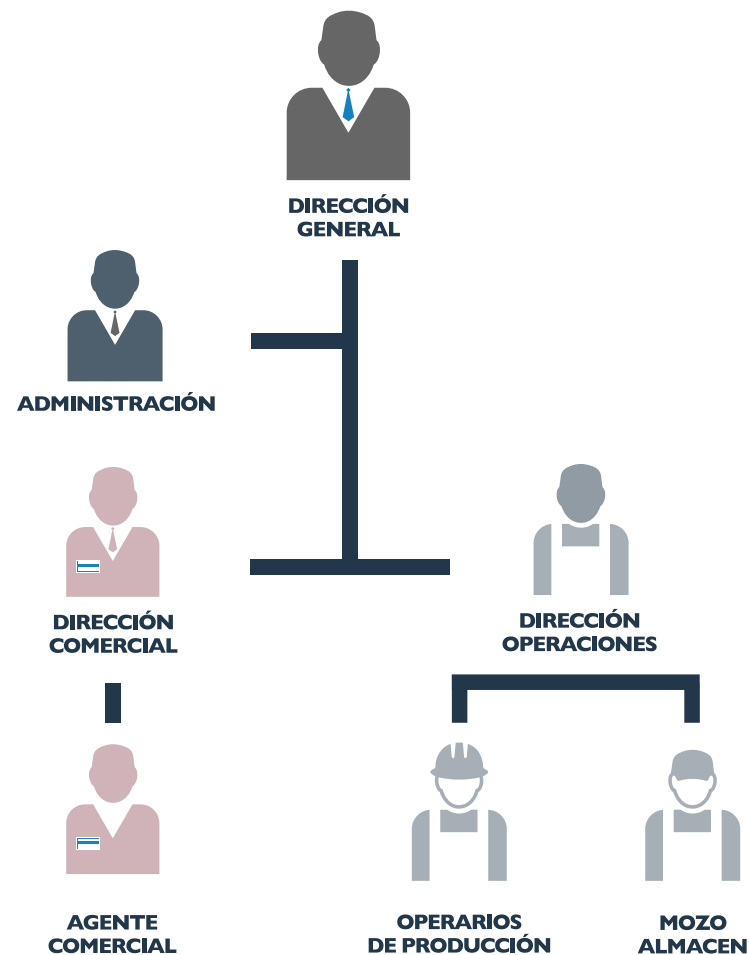 DIRECCIÓN
GENERAL
ADMINISTRACIÓN
DIRECCIÓN
COMERCIAL
DIRECCIÓN
OPERACIONES
AGENTE
COMERCIAL
OPERARIOS
DE PRODUCCIÓN
MOZO
ALMACEN